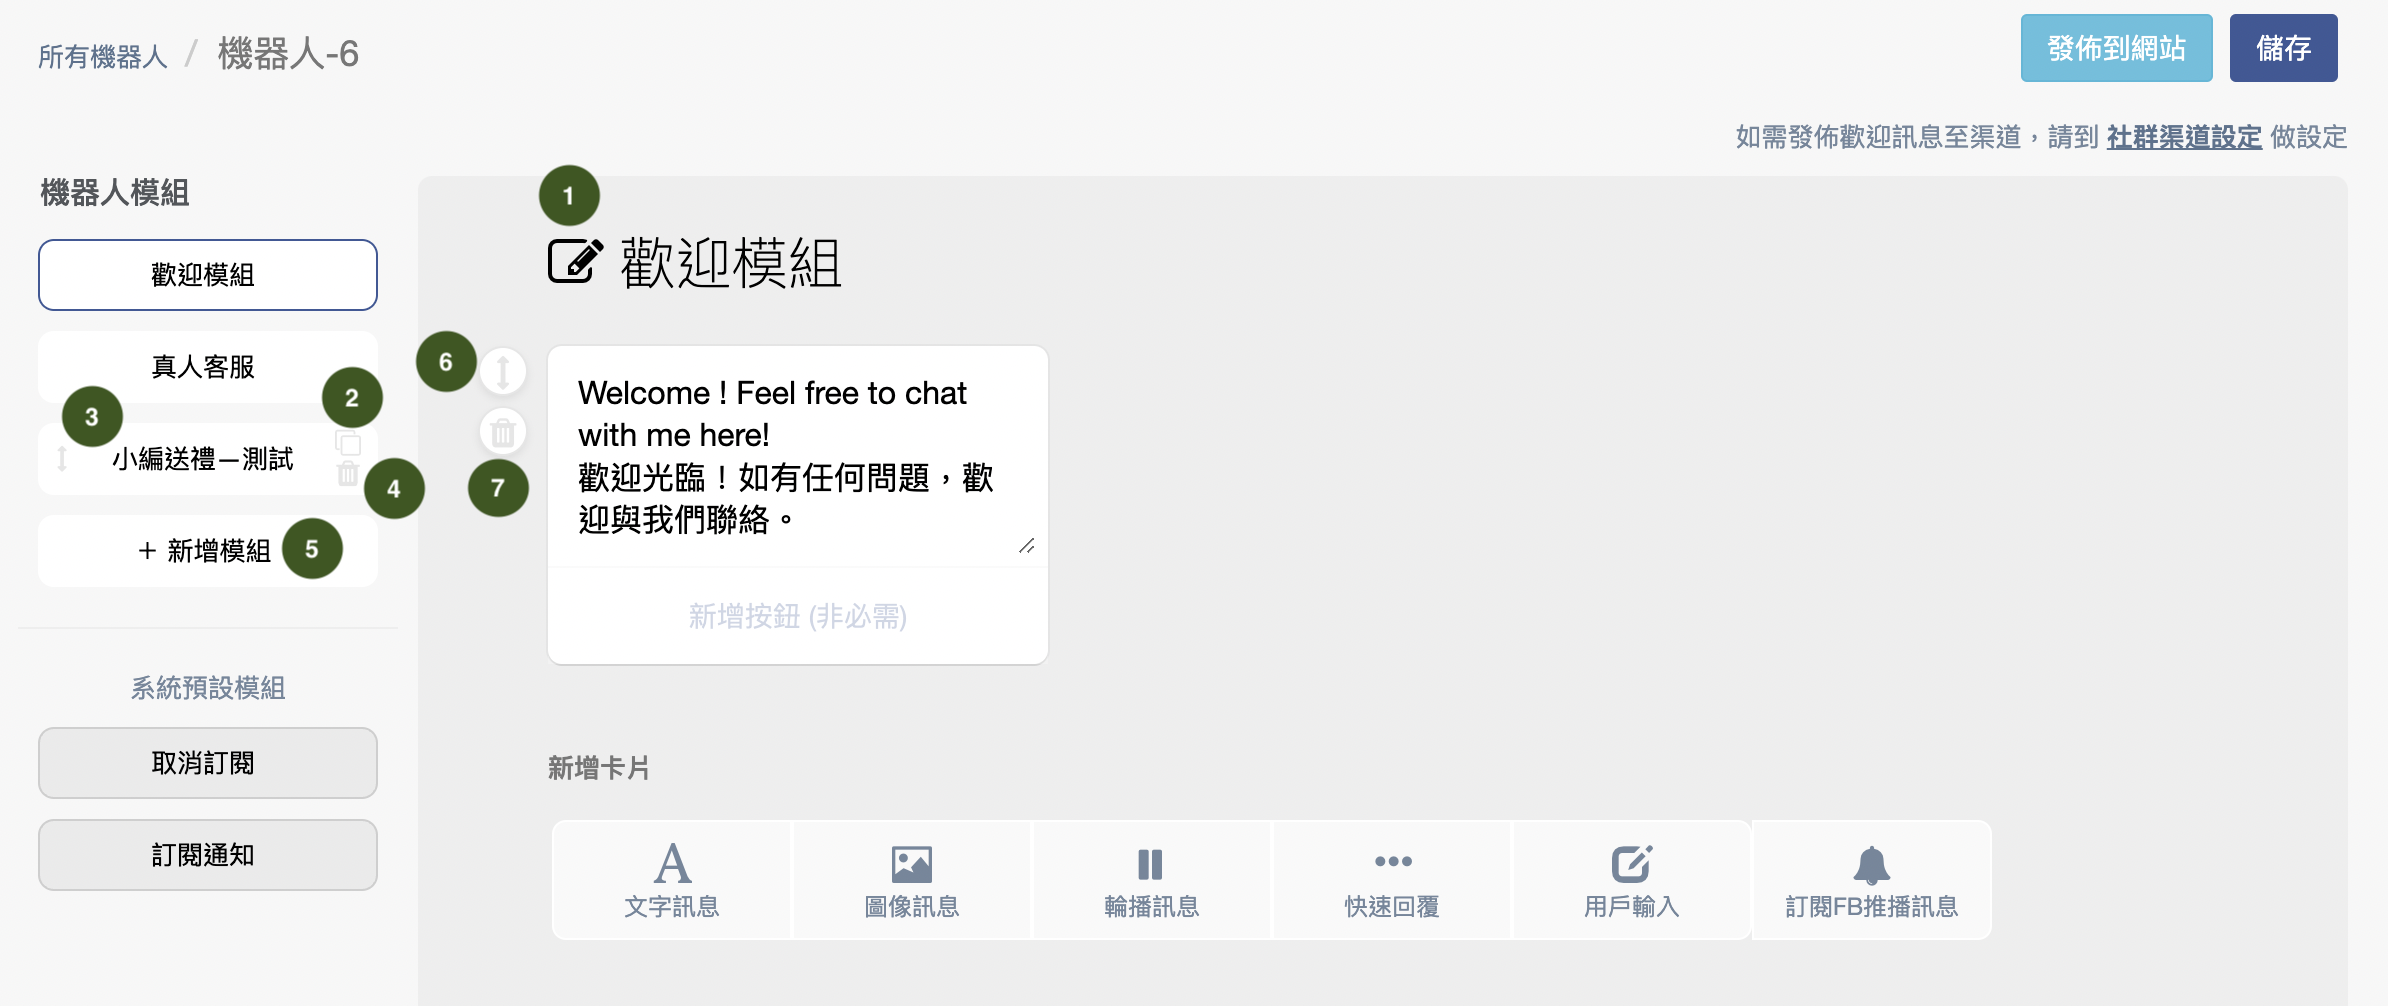 所有機器人 / 機器人-6
發佈到網站
儲存
如需發佈歡迎訊息至渠道，請到 社群渠道設定 做設定
機器人模組
歡迎模組
真人客服
2
3
小編送禮－測試
4
＋ 新增模組
5
系統預設模組
取消訂閱
訂閱通知
1
歡迎模組
6
7
Welcome ! Feel free to chat
with me here!
歡迎光臨！如有任何問題，歡
迎與我們聯絡。
新增按鈕 (非必需)
新增卡片
文字訊息
圖像訊息
輪播訊息
快速回覆
用戶輸入
訂閱FB推播訊息